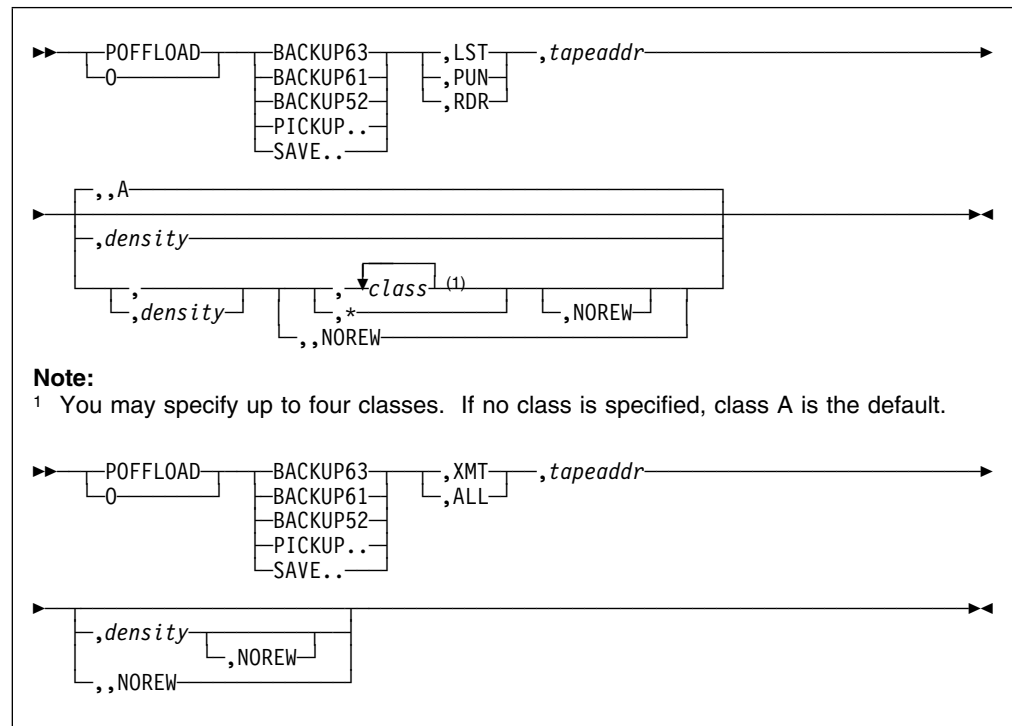 POFFLOAD BACKUP63 ,LST ,tapeaddr
O BACKUP61 ,PUN
BACKUP52 ,RDR
PICKUP..
SAVE..
,,A
,density
, , class (1)
,density ,* ,NOREW
,,NOREW
Note:
1 You may specify up to four classes. If no class is specified, class A is the default.
POFFLOAD BACKUP63 ,XMT ,tapeaddr
O BACKUP61 ,ALL
BACKUP52
PICKUP..
SAVE..
,density
,NOREW
,,NOREW